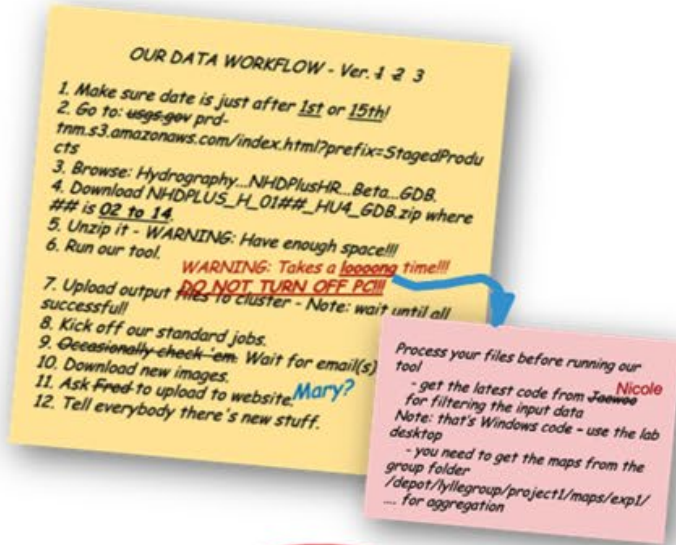 OUR DATA WORKFLOW - Ver. 1 2 3
1. Make sure date is just after 1st or 15th!
2. Go to: usgs.gov prd-
tnm.s3.amazonaws.com/index.html?prefix=StagedProdu
cts
3. Browse: Hydrography...NHDPlusHR...Beta...GDB.
4. Download NHDPLUS_H_01##_HU4_GDB.zip where
## is 02 to 14.
5. Unzip it - WARNING: Have enough space!!!
6. Run our tool.
WARNING: Takes a loooong time!!!
DO NOT TURN OFF PC!!!
7. Upload output files to cluster - Note: wait until all
successful!
8. Kick off our standard jobs.
9. Occasionally check 'em. Wait for email(s)
10. Download new images.
11. Ask Fred to upload to website. Mary?
12. Tell everybody there's new stuff.
Process your files before running our
tool
- get the latest code from Jaewoo Nicole
for filtering the input data
Note: that's Windows code - use the lab
desktop
- you need to get the maps from the
group folder
/depot/lyllegroup/project1/maps/exp1/
.... for aggregation